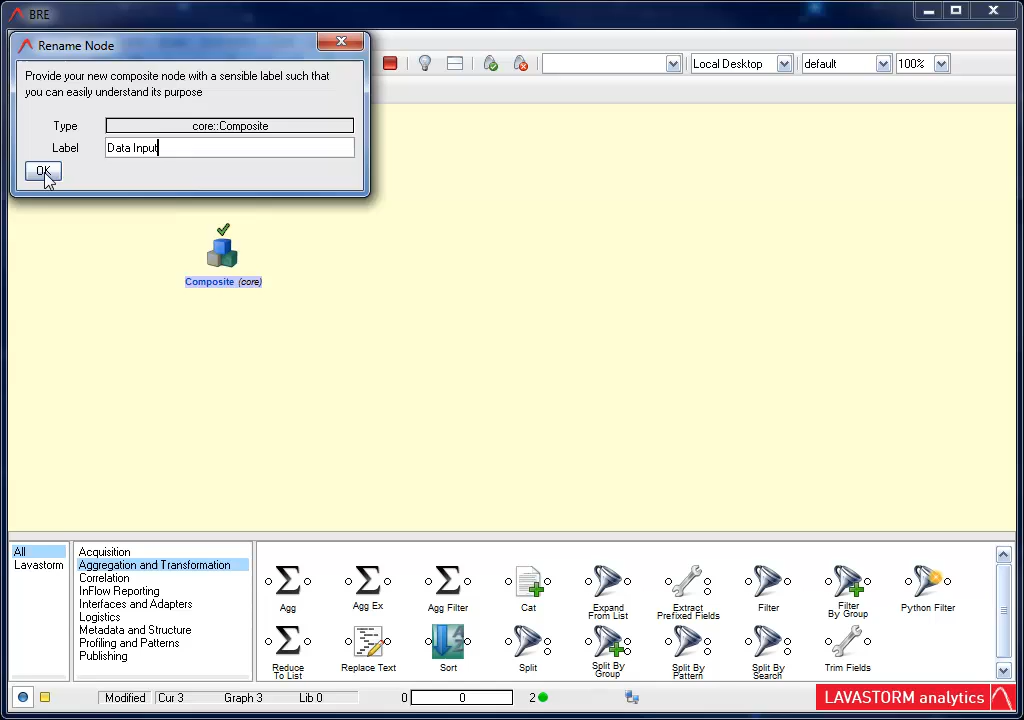 BRE
Rename Node
Provide your new composite node with a sensible label such that
you can easily understand its purpose
Type
core::Composite
Label
Data Input
OK
Local Desktop
default
100%
Composite (core)
All
Lavastorm
Acquisition
Aggregation and Transformation
Correlation
InFlow Reporting
Interfaces and Adapters
Logistics
Metadata and Structure
Profiling and Patterns
Publishing
Agg
Agg Ex
Agg Filter
Cat
Expand
From List
Extract
Prefixed Fields
Filter
Filter
By Group
Python Filter
Reduce
To List
Replace Text
Sort
Split
Split By
Group
Split By
Pattern
Split By
Search
Trim Fields
Modified
Cur 3
Graph 3
Lib 0
0
0
2
LAVASTORM analytics